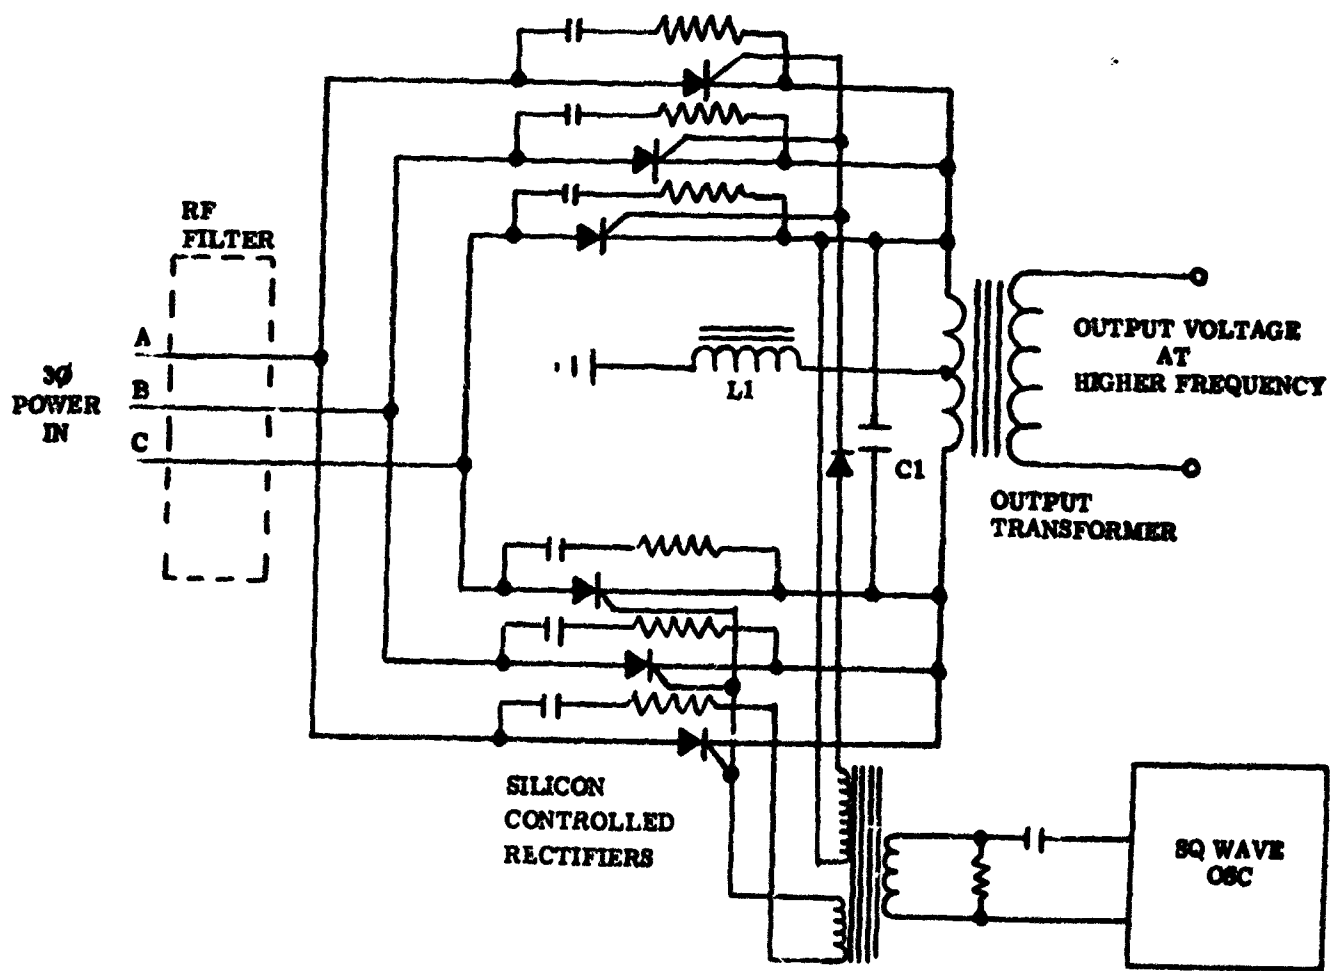 RF
FILTER
A
3Ø
POWER
IN
B
C
L1
C1
OUTPUT VOLTAGE
AT
HIGHER FREQUENCY
OUTPUT
TRANSFORMER
SILICON
CONTROLLED
RECTIFIERS
SQ WAVE
OSC